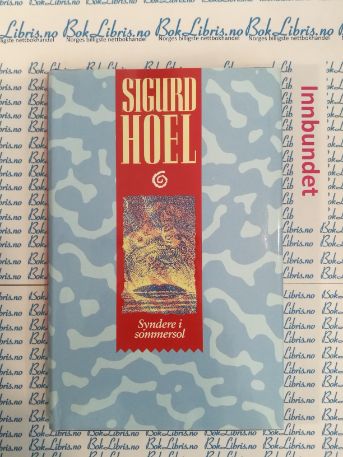 BokLibris.no
Norges billigste nettbokhandel
SIGURD
HOEL
Syndere i
sommersol
Innbundet